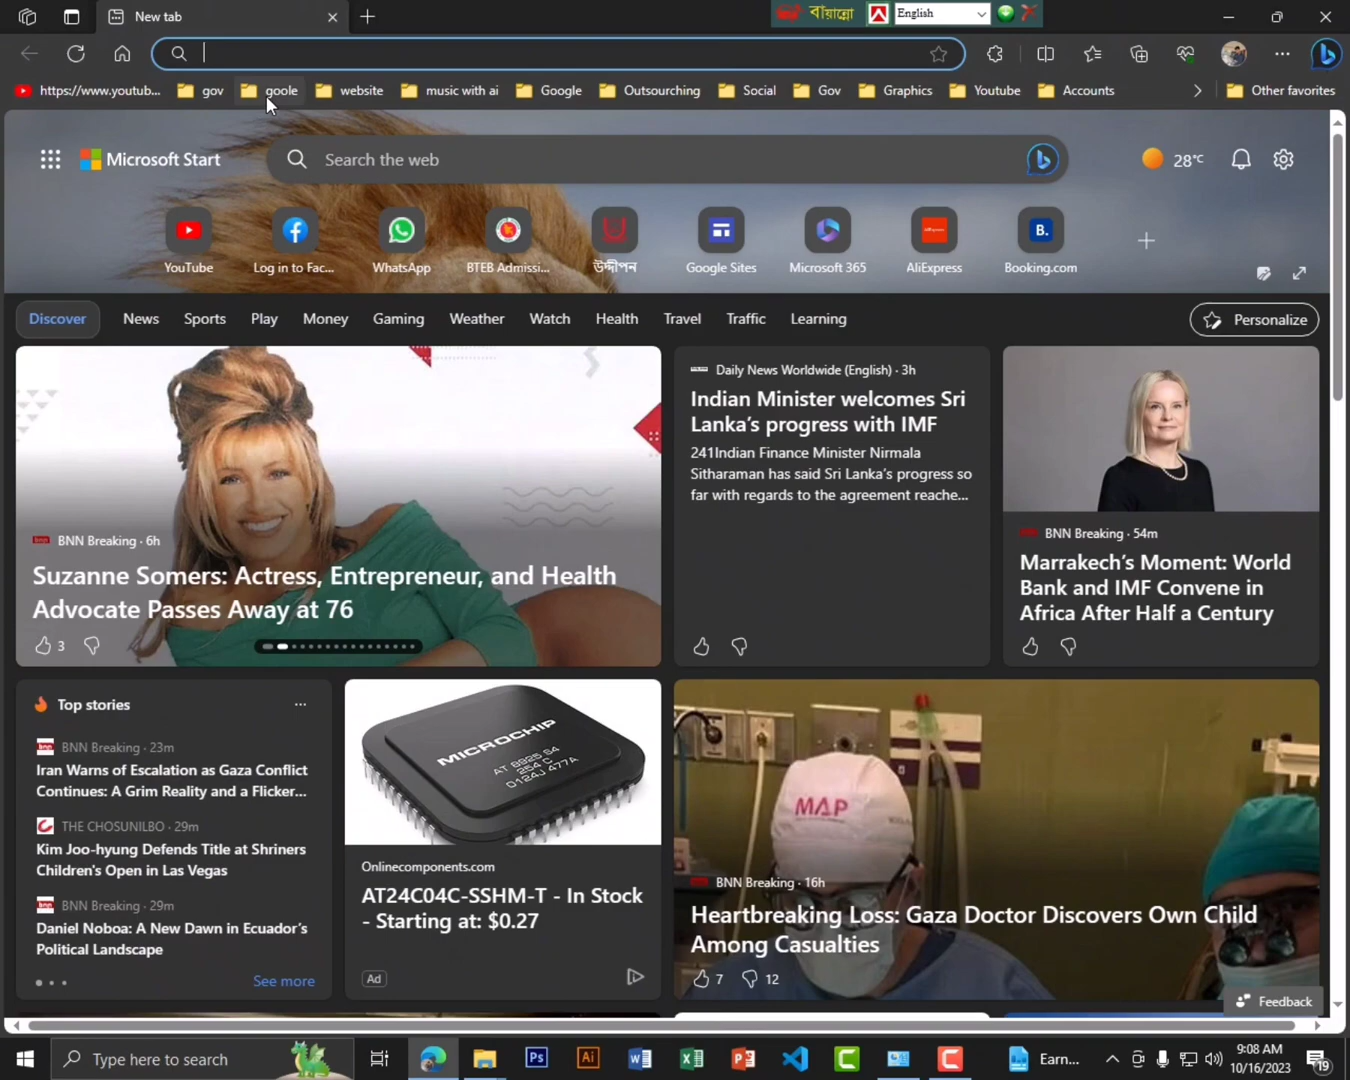 New tab
বাঁয়ান্নো
English
https://www.youtub...
gov
goole
website
music with ai
Google
Outsourching
Social
Gov
Graphics
Youtube
Accounts
Other favorites
Microsoft Start
Search the web
28°C
YouTube
Log in to Fac...
WhatsApp
BTEB Admissi...
উদ্দীপন
Google Sites
Microsoft 365
AliExpress
Booking.com
Discover
News
Sports
Play
Money
Gaming
Weather
Watch
Health
Travel
Traffic
Learning
Personalize
BNN Breaking · 6h
Suzanne Somers: Actress, Entrepreneur, and Health
Advocate Passes Away at 76
3
Daily News Worldwide (English) · 3h
Indian Minister welcomes Sri
Lanka's progress with IMF
241Indian Finance Minister Nirmala
Sitharaman has said Sri Lanka's progress so
far with regards to the agreement reache...
BNN Breaking · 54m
Marrakech's Moment: World
Bank and IMF Convene in
Africa After Half a Century
Top stories
BNN Breaking · 23m
Iran Warns of Escalation as Gaza Conflict
Continues: A Grim Reality and a Flicker...
THE CHOSUNILBO · 29m
Kim Joo-hyung Defends Title at Shriners
Children's Open in Las Vegas
BNN Breaking · 29m
Daniel Noboa: A New Dawn in Ecuador's
Political Landscape
See more
MICROCHIP
Onlinecomponents.com
AT24C04C-SSHM-T - In Stock
- Starting at: $0.27
Ad
MAP
BNN Breaking · 16h
Heartbreaking Loss: Gaza Doctor Discovers Own Child
Among Casualties
7
12
Feedback
Type here to search
Earn...
9:08 AM
10/16/2023
19